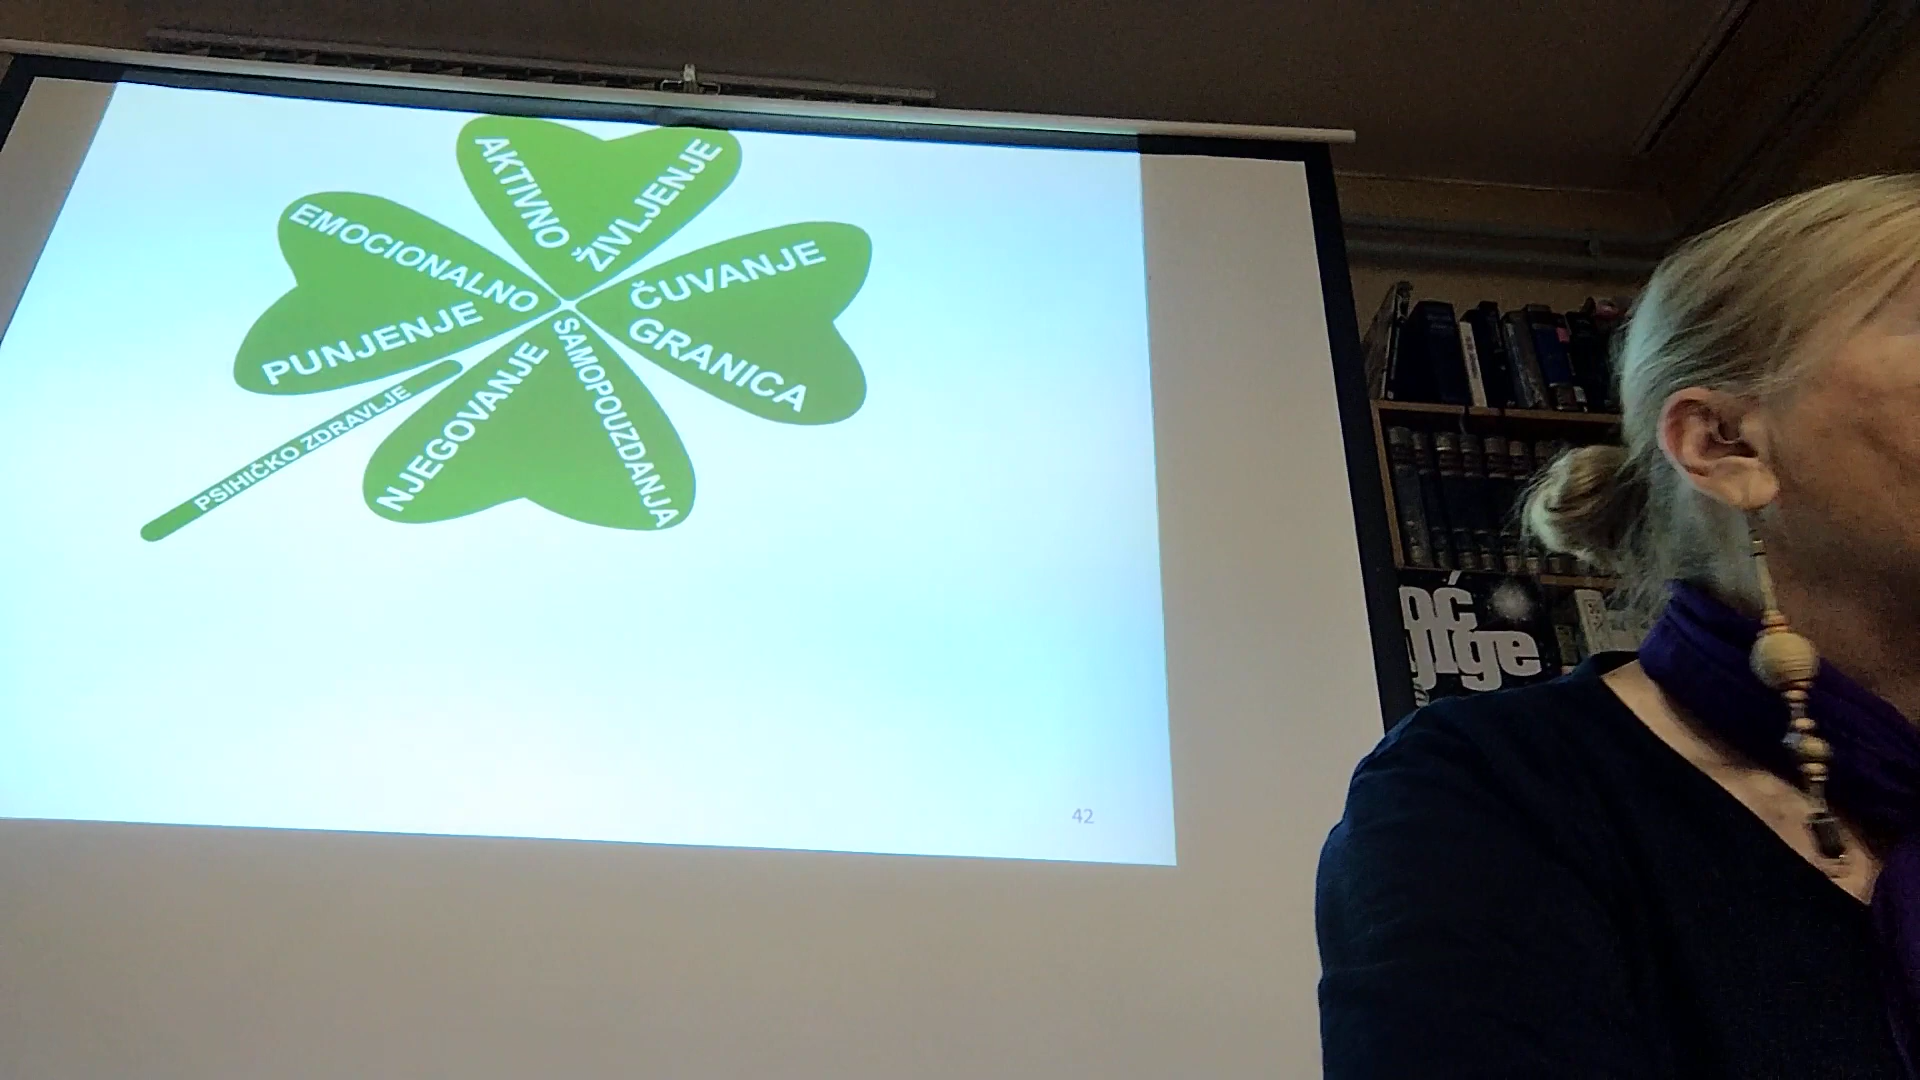 AKTIVNO
ŽIVLJENJE
EMOCIONALNO
PUNJENJE
ČUVANJE
GRANICA
NJEGOVANJE
SAMOPOUZDANJA
PSIHIČKO ZDRAVLJE
42